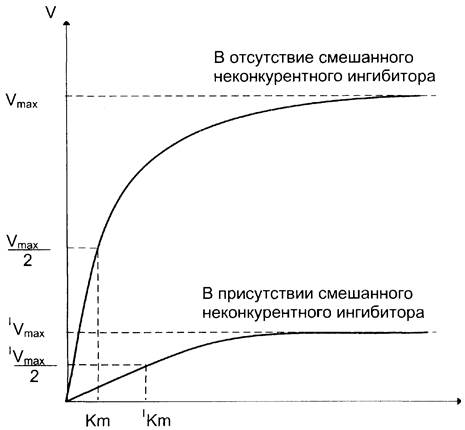 V
В отсутствие смешанного
неконкурентного ингибитора
Vmax
Vmax
2
В присутствии смешанного
неконкурентного ингибитора
IVmax
IVmax
2
Km
IKm